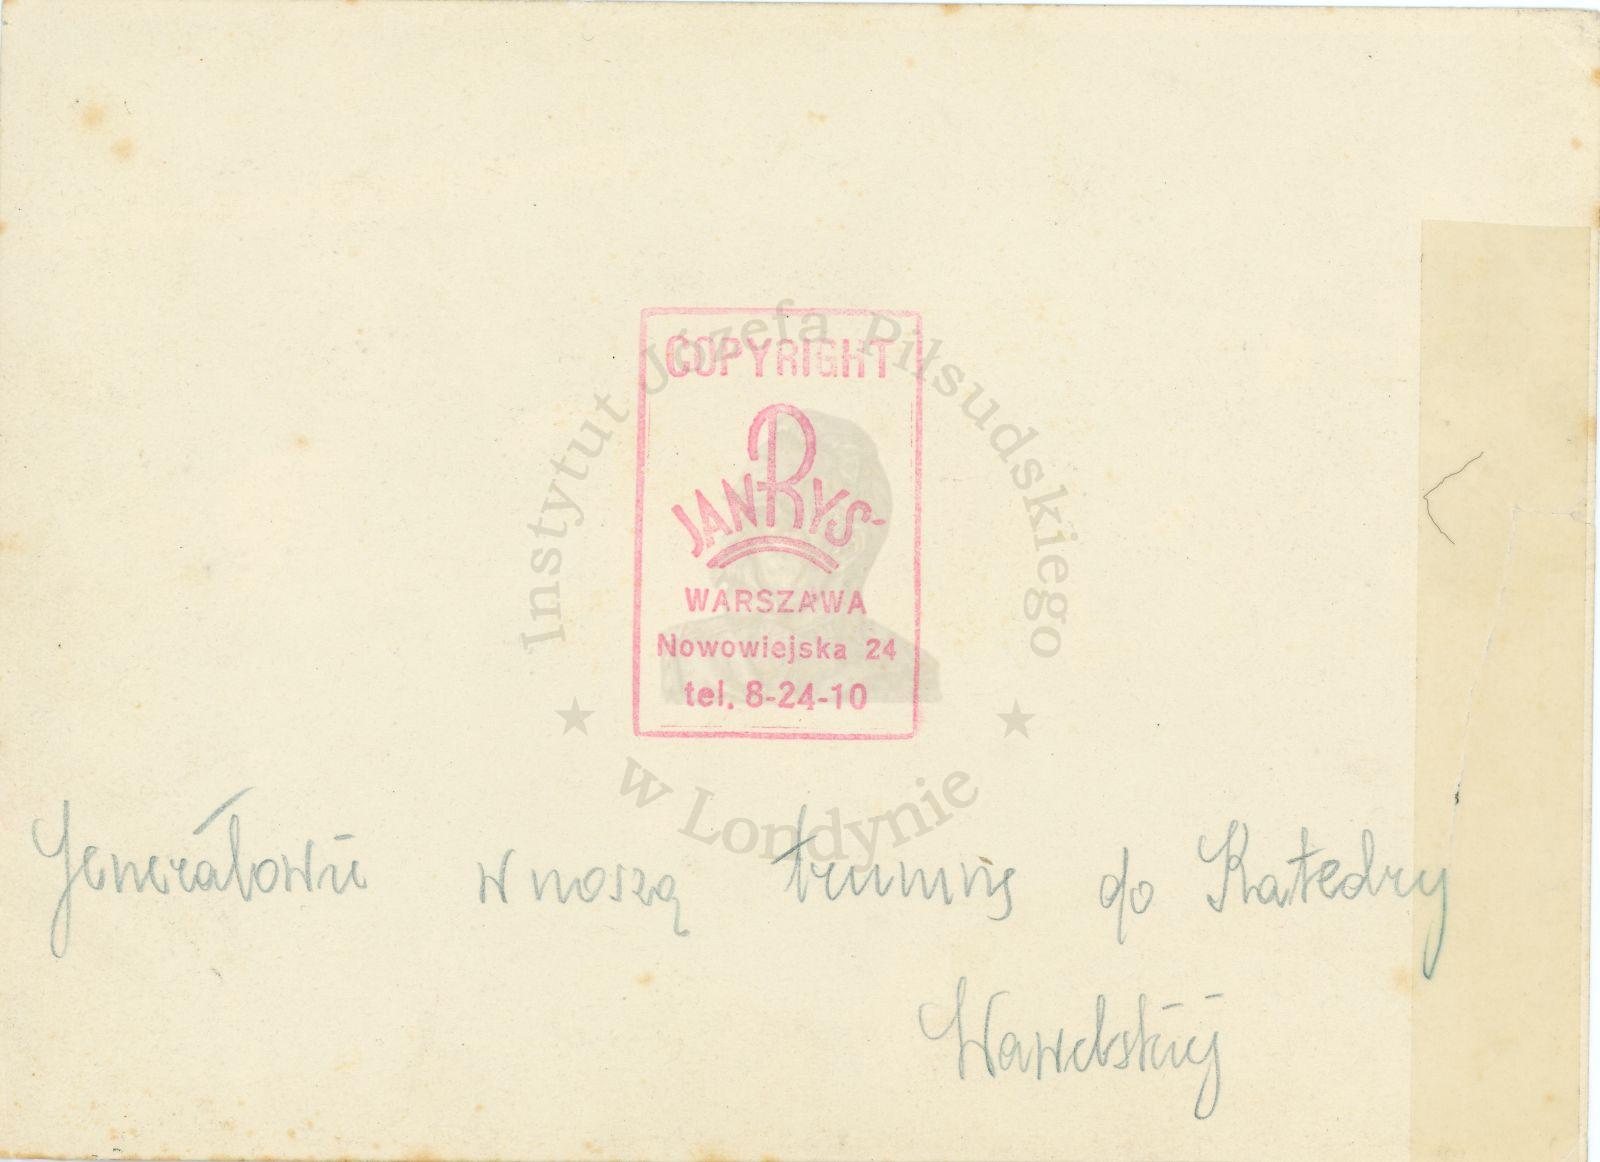 Instytut Józefa Piłsudskiego
w Londynie
COPYRIGHT
JAN RYS-
WARSZAWA
Nowowiejska 24
tel. 8-24-10
Generałowie wnoszą trumnę do Katedry
Wawelskiej